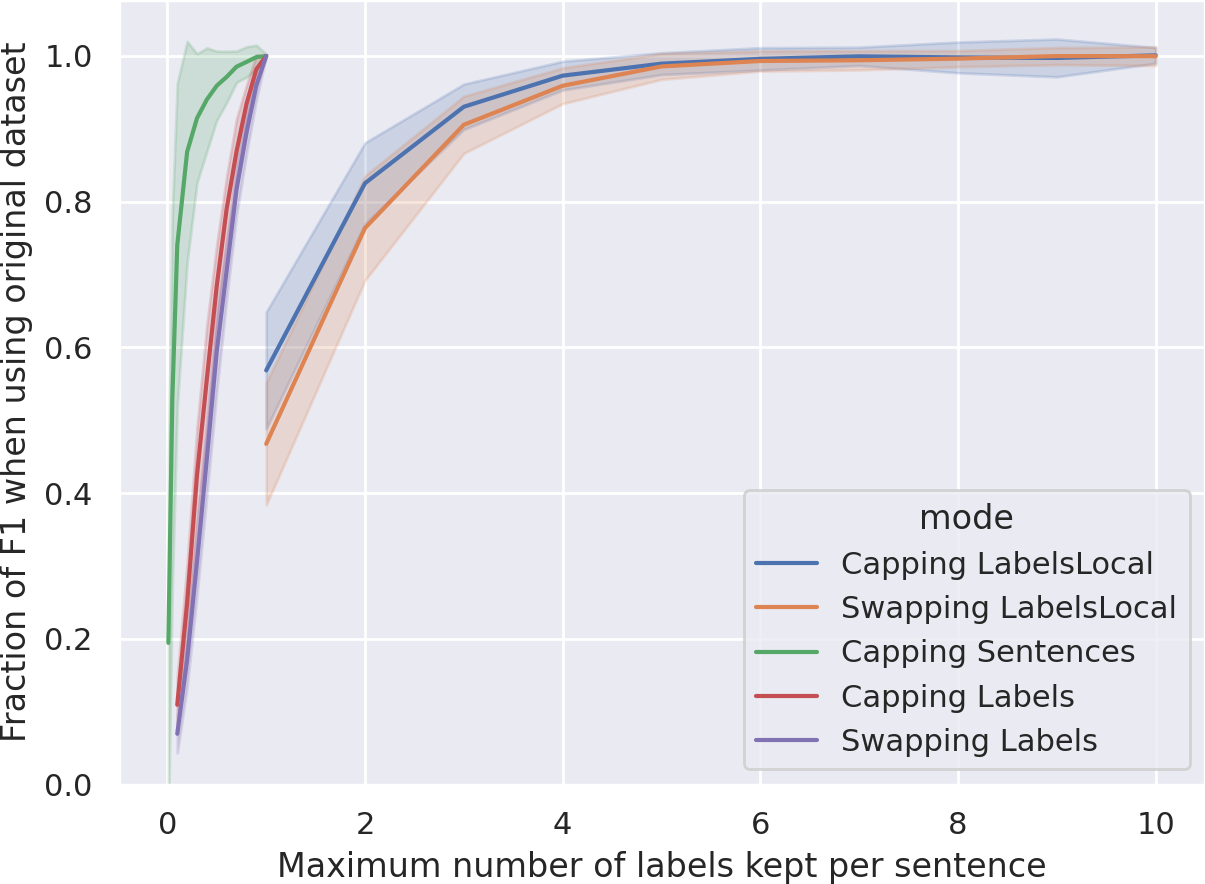 Fraction of F1 when using original dataset
1.0
0.8
0.6
0.4
0.2
0.0
mode
Capping LabelsLocal
Swapping LabelsLocal
Capping Sentences
Capping Labels
Swapping Labels
0 2 4 6 8 10
Maximum number of labels kept per sentence